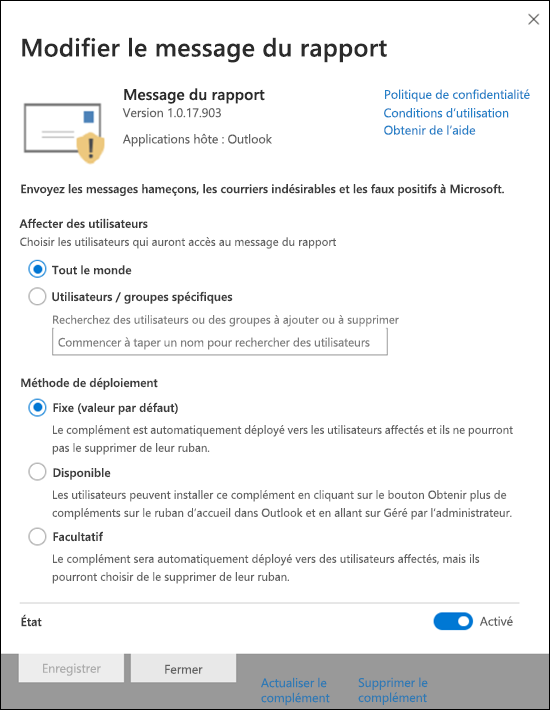 Modifier le message du rapport
Message du rapport
Version 1.0.17.903
Applications hôte : Outlook
Politique de confidentialité
Conditions d'utilisation
Obtenir de l'aide
Envoyez les messages hameçons, les courriers indésirables et les faux positifs à Microsoft.
Affecter des utilisateurs
Choisir les utilisateurs qui auront accès au message du rapport
Tout le monde
Utilisateurs / groupes spécifiques
Recherchez des utilisateurs ou des groupes à ajouter ou à supprimer
Commencer à taper un nom pour rechercher des utilisateurs
Méthode de déploiement
Fixe (valeur par défaut)
Le complément est automatiquement déployé vers les utilisateurs affectés et ils ne pourront
pas le supprimer de leur ruban.
Disponible
Les utilisateurs peuvent installer ce complément en cliquant sur le bouton Obtenir plus de
compléments sur le ruban d'accueil dans Outlook et en allant sur Géré par l'administrateur.
Facultatif
Le complément sera automatiquement déployé vers des utilisateurs affectés, mais ils
pourront choisir de le supprimer de leur ruban.
État
Activé
Enregistrer
Fermer
Actualiser le
complément
Supprimer le
complément